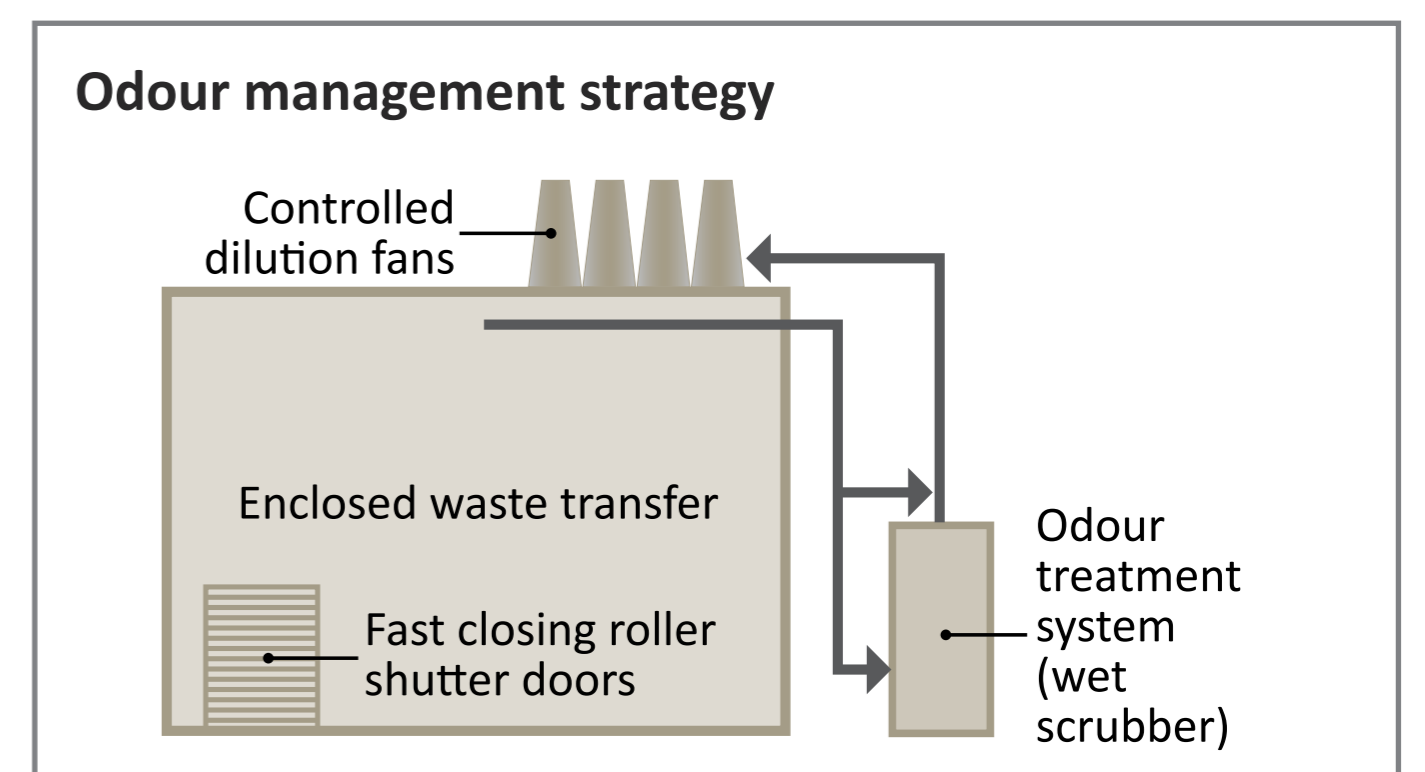 Odour management strategy
Controlled
dilution fans
Enclosed waste transfer
Fast closing roller
shutter doors
Odour
treatment
system
(wet
scrubber)